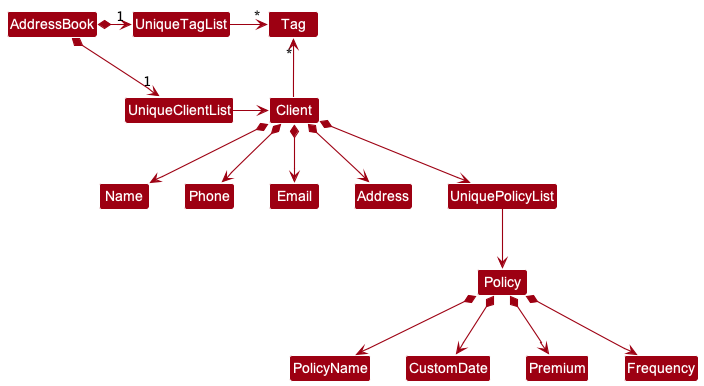 AddressBook
1
UniqueTagList
*
Tag
*
1
UniqueClientList
Client
Name
Phone
Email
Address
UniquePolicyList
Policy
PolicyName
CustomDate
Premium
Frequency